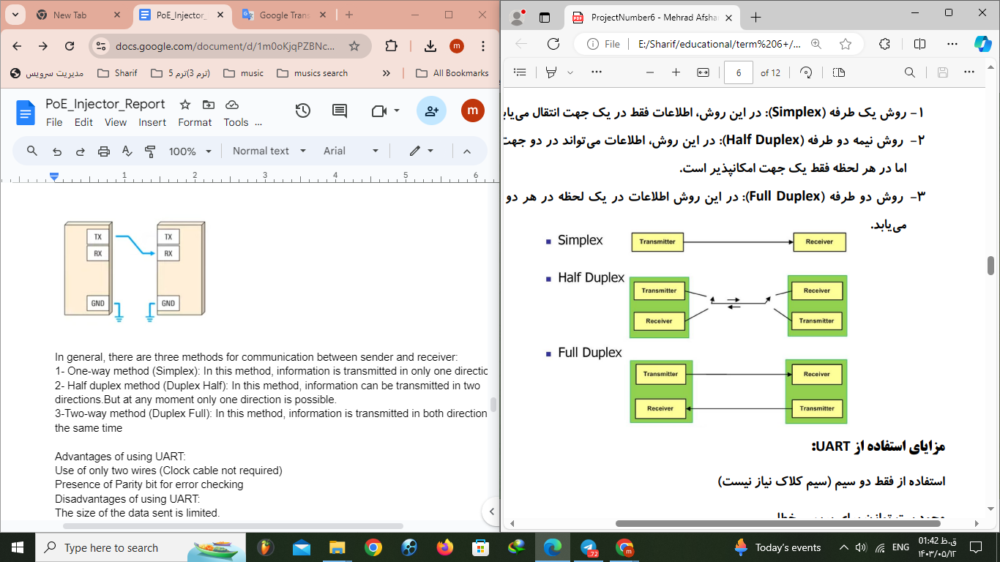 New Tab
PoE_Injector_
Google Trans
docs.google.com/document/d/1m0oKjqPZBNc...
m
مدیریت سرویس
Sharif
ترم 5(ترم 3)
music
musics search
»
All Bookmarks
PoE_Injector_Report
File Edit View Insert Format Tools ...
m
100% Normal text Arial
1 2 3 4 5 6
TX TX
RX RX
GND GND
In general, there are three methods for communication between sender and receiver:
1- One-way method (Simplex): In this method, information is transmitted in only one directio
2- Half duplex method (Duplex Half): In this method, information can be transmitted in two
directions.But at any moment only one direction is possible.
3-Two-way method (Duplex Full): In this method, information is transmitted in both direction
the same time
Advantages of using UART:
Use of only two wires (Clock cable not required)
Presence of Parity bit for error checking
Disadvantages of using UART:
The size of the data sent is limited.
ProjectNumber6 - Mehrad Afsha
File E:/Sharif/educational/term%206+/...
6 of 12
۱- روش یک طرفه (Simplex): در این روش، اطلاعات فقط در یک جهت انتقال می‌یاب
۲- روش نیمه دو طرفه (Half Duplex): در این روش، اطلاعات می‌تواند در دو جهت
اما در هر لحظه فقط یک جهت امکانپذیر است.
۳- روش دو طرفه (Full Duplex): در این روش اطلاعات در یک لحظه در هر دو
می‌یابد.
Simplex Transmitter Receiver
Half Duplex
Transmitter Receiver
Receiver Transmitter
Full Duplex
Transmitter Receiver
Receiver Transmitter
مزایای استفاده از UART:
استفاده از فقط دو سیم (سیم کلاک نیاز نیست)
Type here to search
.72
m
Today's events
ENG
01:42 ق.ظ
۱۴۰۳/۰۵/۱۲